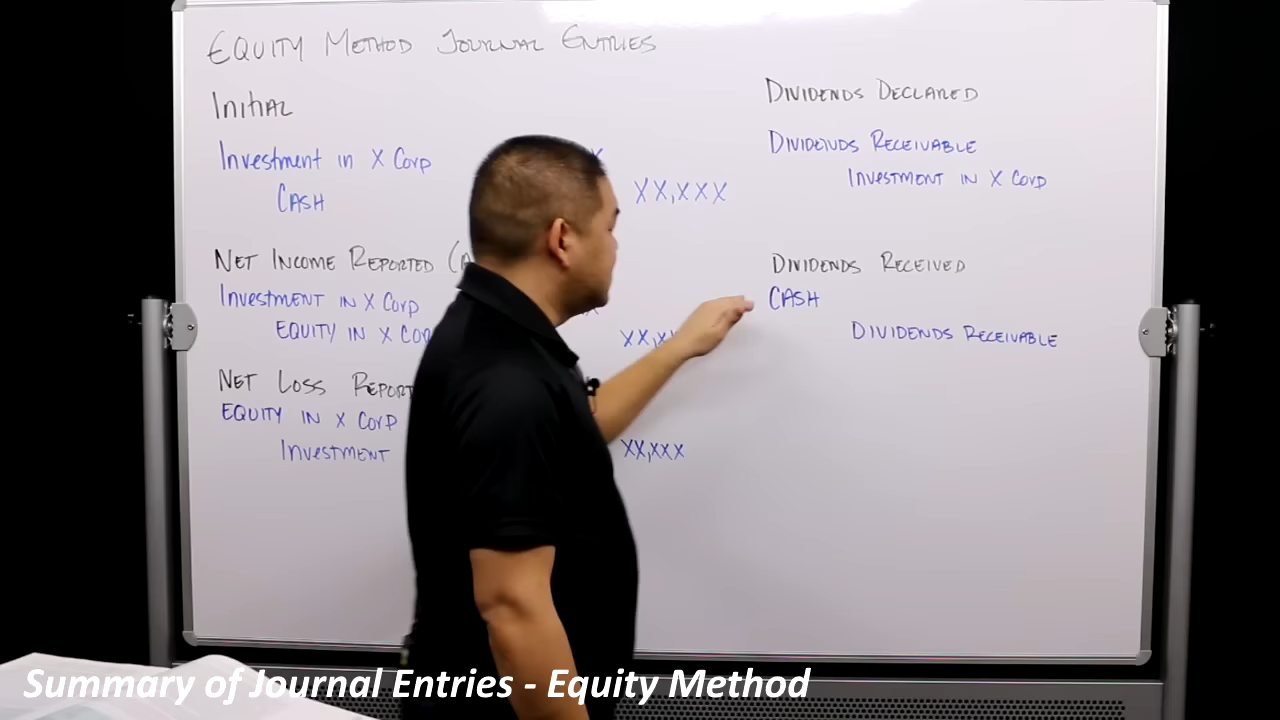 EQUITY METHOD JOURNAL ENTRIES
INITIAL
Investment in X Corp
CASH XX,XXX
NET INCOME REPORTED
INVESTMENT IN X Corp
EQUITY IN X
NET LOSS
EQUITY IN X CORP
INVESTMENT XX,XXX
DIVIDENDS DECLARED
DIVIDENDS RECEIVABLE
INVESTMENT IN X CORP
DIVIDENDS RECEIVED
CASH
DIVIDENDS RECEIVABLE
Summary of Journal Entries - Equity Method